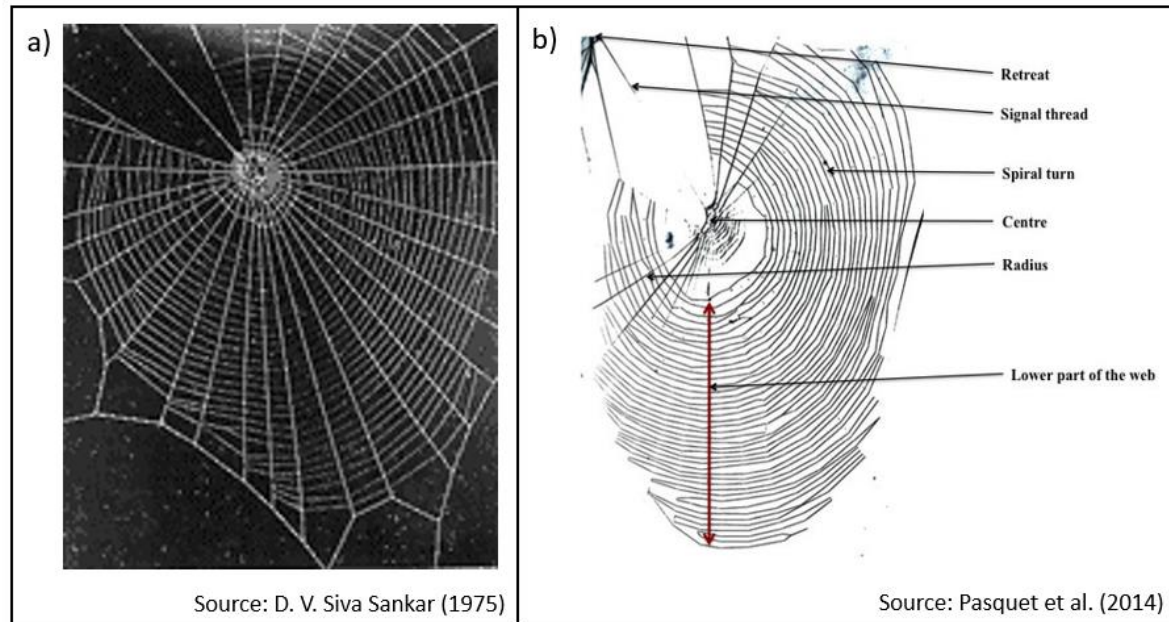 a)
Source: D. V. Siva Sankar (1975)
b)
Retreat
Signal thread
Spiral turn
Centre
Radius
Lower part of the web
Source: Pasquet et al. (2014)